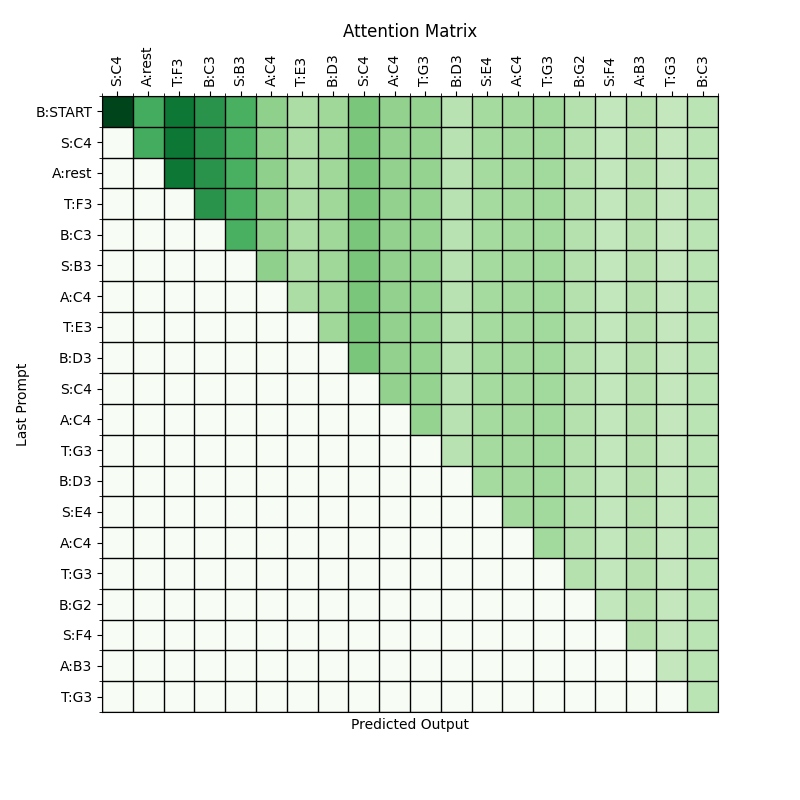 Attention Matrix
S:C4 A:rest T:F3 B:C3 S:B3 A:C4 T:E3 B:D3 S:C4 A:C4 T:G3 B:D3 S:E4 A:C4 T:G3 B:G2 S:F4 A:B3 T:G3 B:C3
B:START
S:C4
A:rest
T:F3
B:C3
S:B3
A:C4
T:E3
B:D3
S:C4
A:C4
T:G3
B:D3
S:E4
A:C4
T:G3
B:G2
S:F4
A:B3
T:G3
Last Prompt
Predicted Output